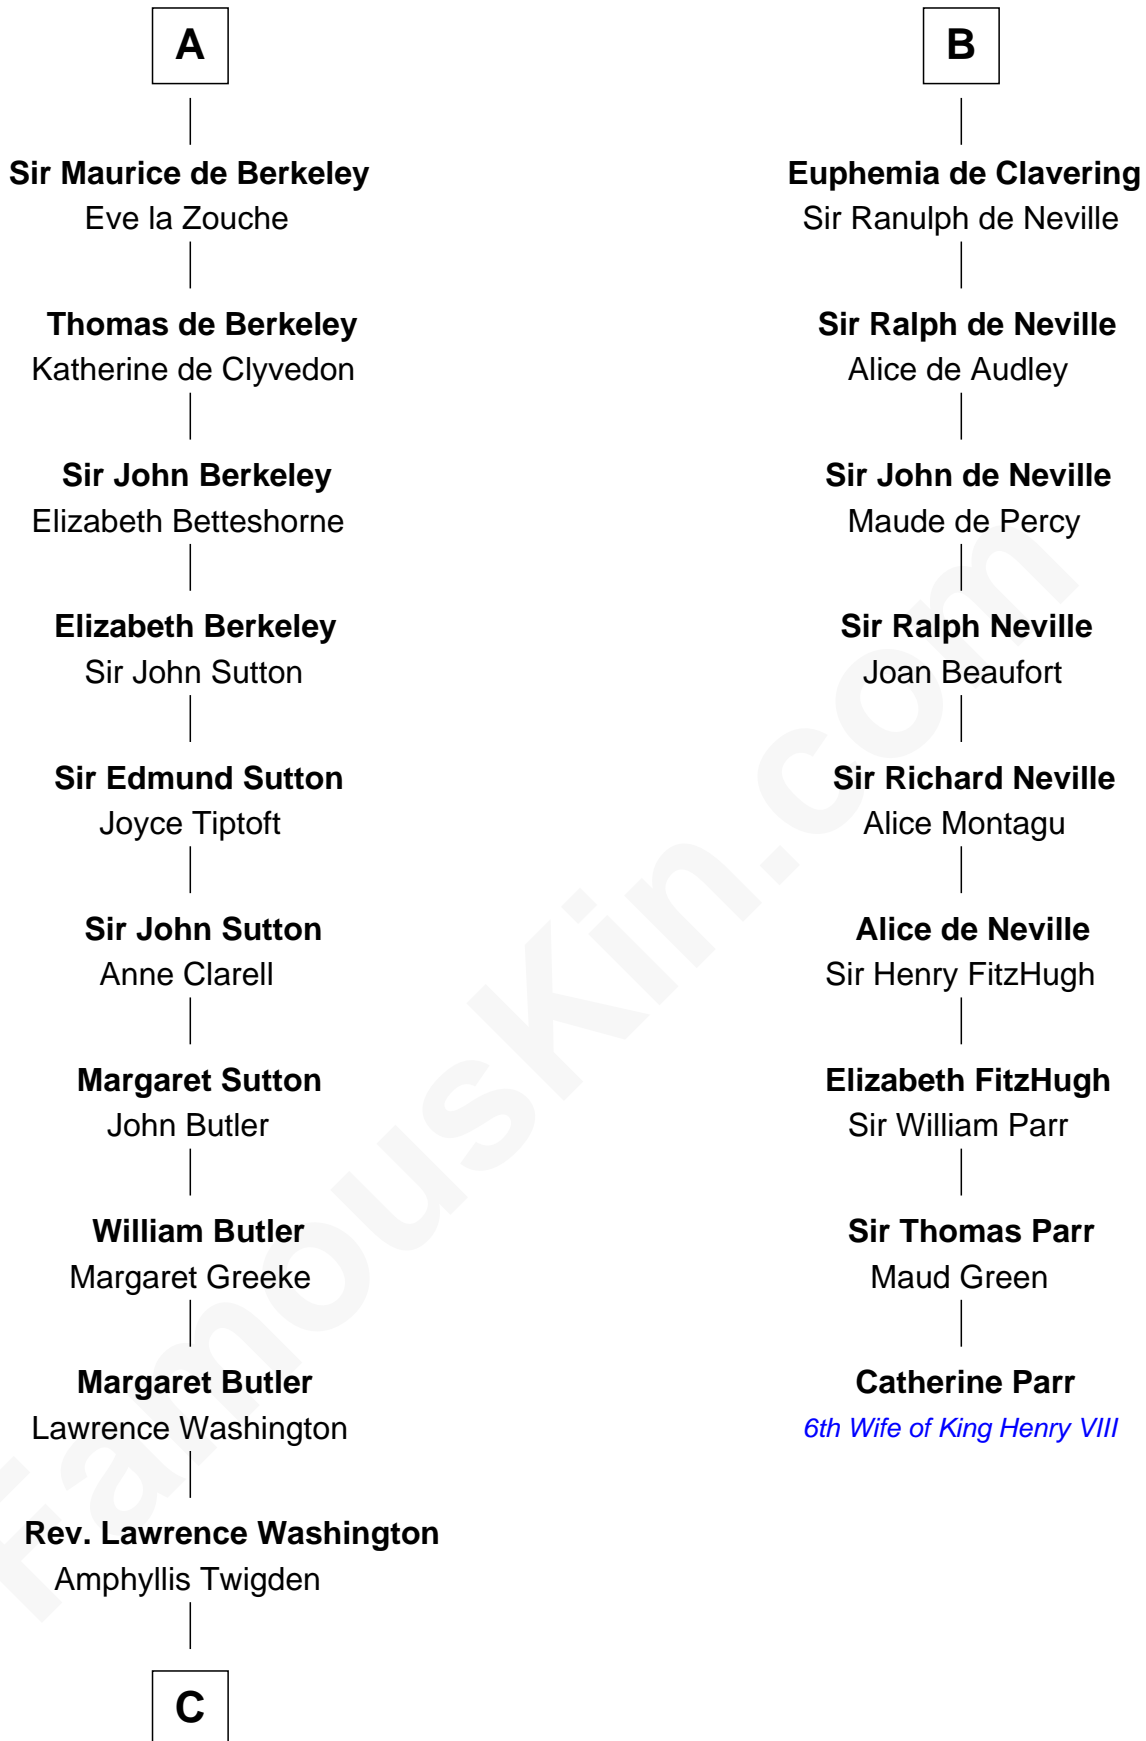 A
Sir Maurice de Berkeley
Eve la Zouche
Thomas de Berkeley
Katherine de Clyvedon
Sir John Berkeley
Elizabeth Betteshorne
Elizabeth Berkeley
Sir John Sutton
Sir Edmund Sutton
Joyce Tiptoft
Sir John Sutton
Anne Clarell
Margaret Sutton
John Butler
William Butler
Margaret Greeke
Margaret Butler
Lawrence Washington
Rev. Lawrence Washington
Amphyllis Twigden
C
B
Euphemia de Clavering
Sir Ranulph de Neville
Sir Ralph de Neville
Alice de Audley
Sir John de Neville
Maude de Percy
Sir Ralph Neville
Joan Beaufort
Sir Richard Neville
Alice Montagu
Alice de Neville
Sir Henry FitzHugh
Elizabeth FitzHugh
Sir William Parr
Sir Thomas Parr
Maud Green
Catherine Parr
6th Wife of King Henry VIII
FamousKin.com